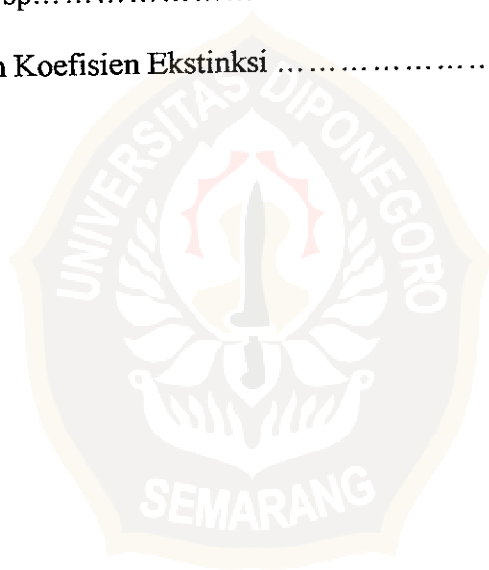 sp.....................
n Koefisien Ekstinksi .....................
UNIVERSITAS DIPONEGORO
SEMARANG